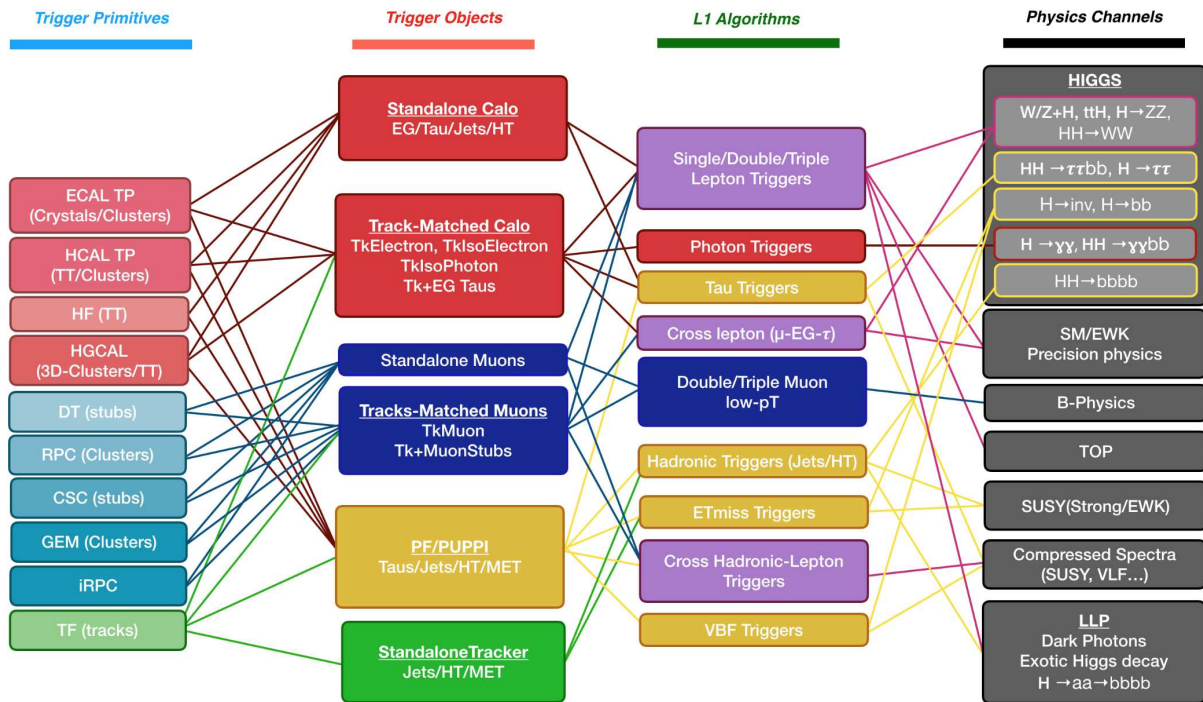 Trigger Primitives
Trigger Objects
L1 Algorithms
Physics Channels
ECAL TP
(Crystals/Clusters)
HCAL TP
(TT/Clusters)
HF (TT)
HGCAL
(3D-Clusters/TT)
DT (stubs)
RPC (Clusters)
CSC (stubs)
GEM (Clusters)
iRPC
TF (tracks)
Standalone Calo
EG/Tau/Jets/HT
Track-Matched Calo
TkElectron, TkIsoElectron
TkIsoPhoton
Tk+EG Taus
Standalone Muons
Tracks-Matched Muons
TkMuon
Tk+MuonStubs
PF/PUPPI
Taus/Jets/HT/MET
StandaloneTracker
Jets/HT/MET
Single/Double/Triple
Lepton Triggers
Photon Triggers
Tau Triggers
Cross lepton (μ-EG-τ)
Double/Triple Muon
low-pT
Hadronic Triggers (Jets/HT)
ETmiss Triggers
Cross Hadronic-Lepton
Triggers
VBF Triggers
HIGGS
W/Z+H, ttH, H→ZZ,
HH→WW
HH →ττbb, H →ττ
H→inv, H→bb
H →γγ, HH →γγbb
HH→bbbb
SM/EWK
Precision physics
B-Physics
TOP
SUSY(Strong/EWK)
Compressed Spectra
(SUSY, VLF...)
LLP
Dark Photons
Exotic Higgs decay
H →aa→bbbb